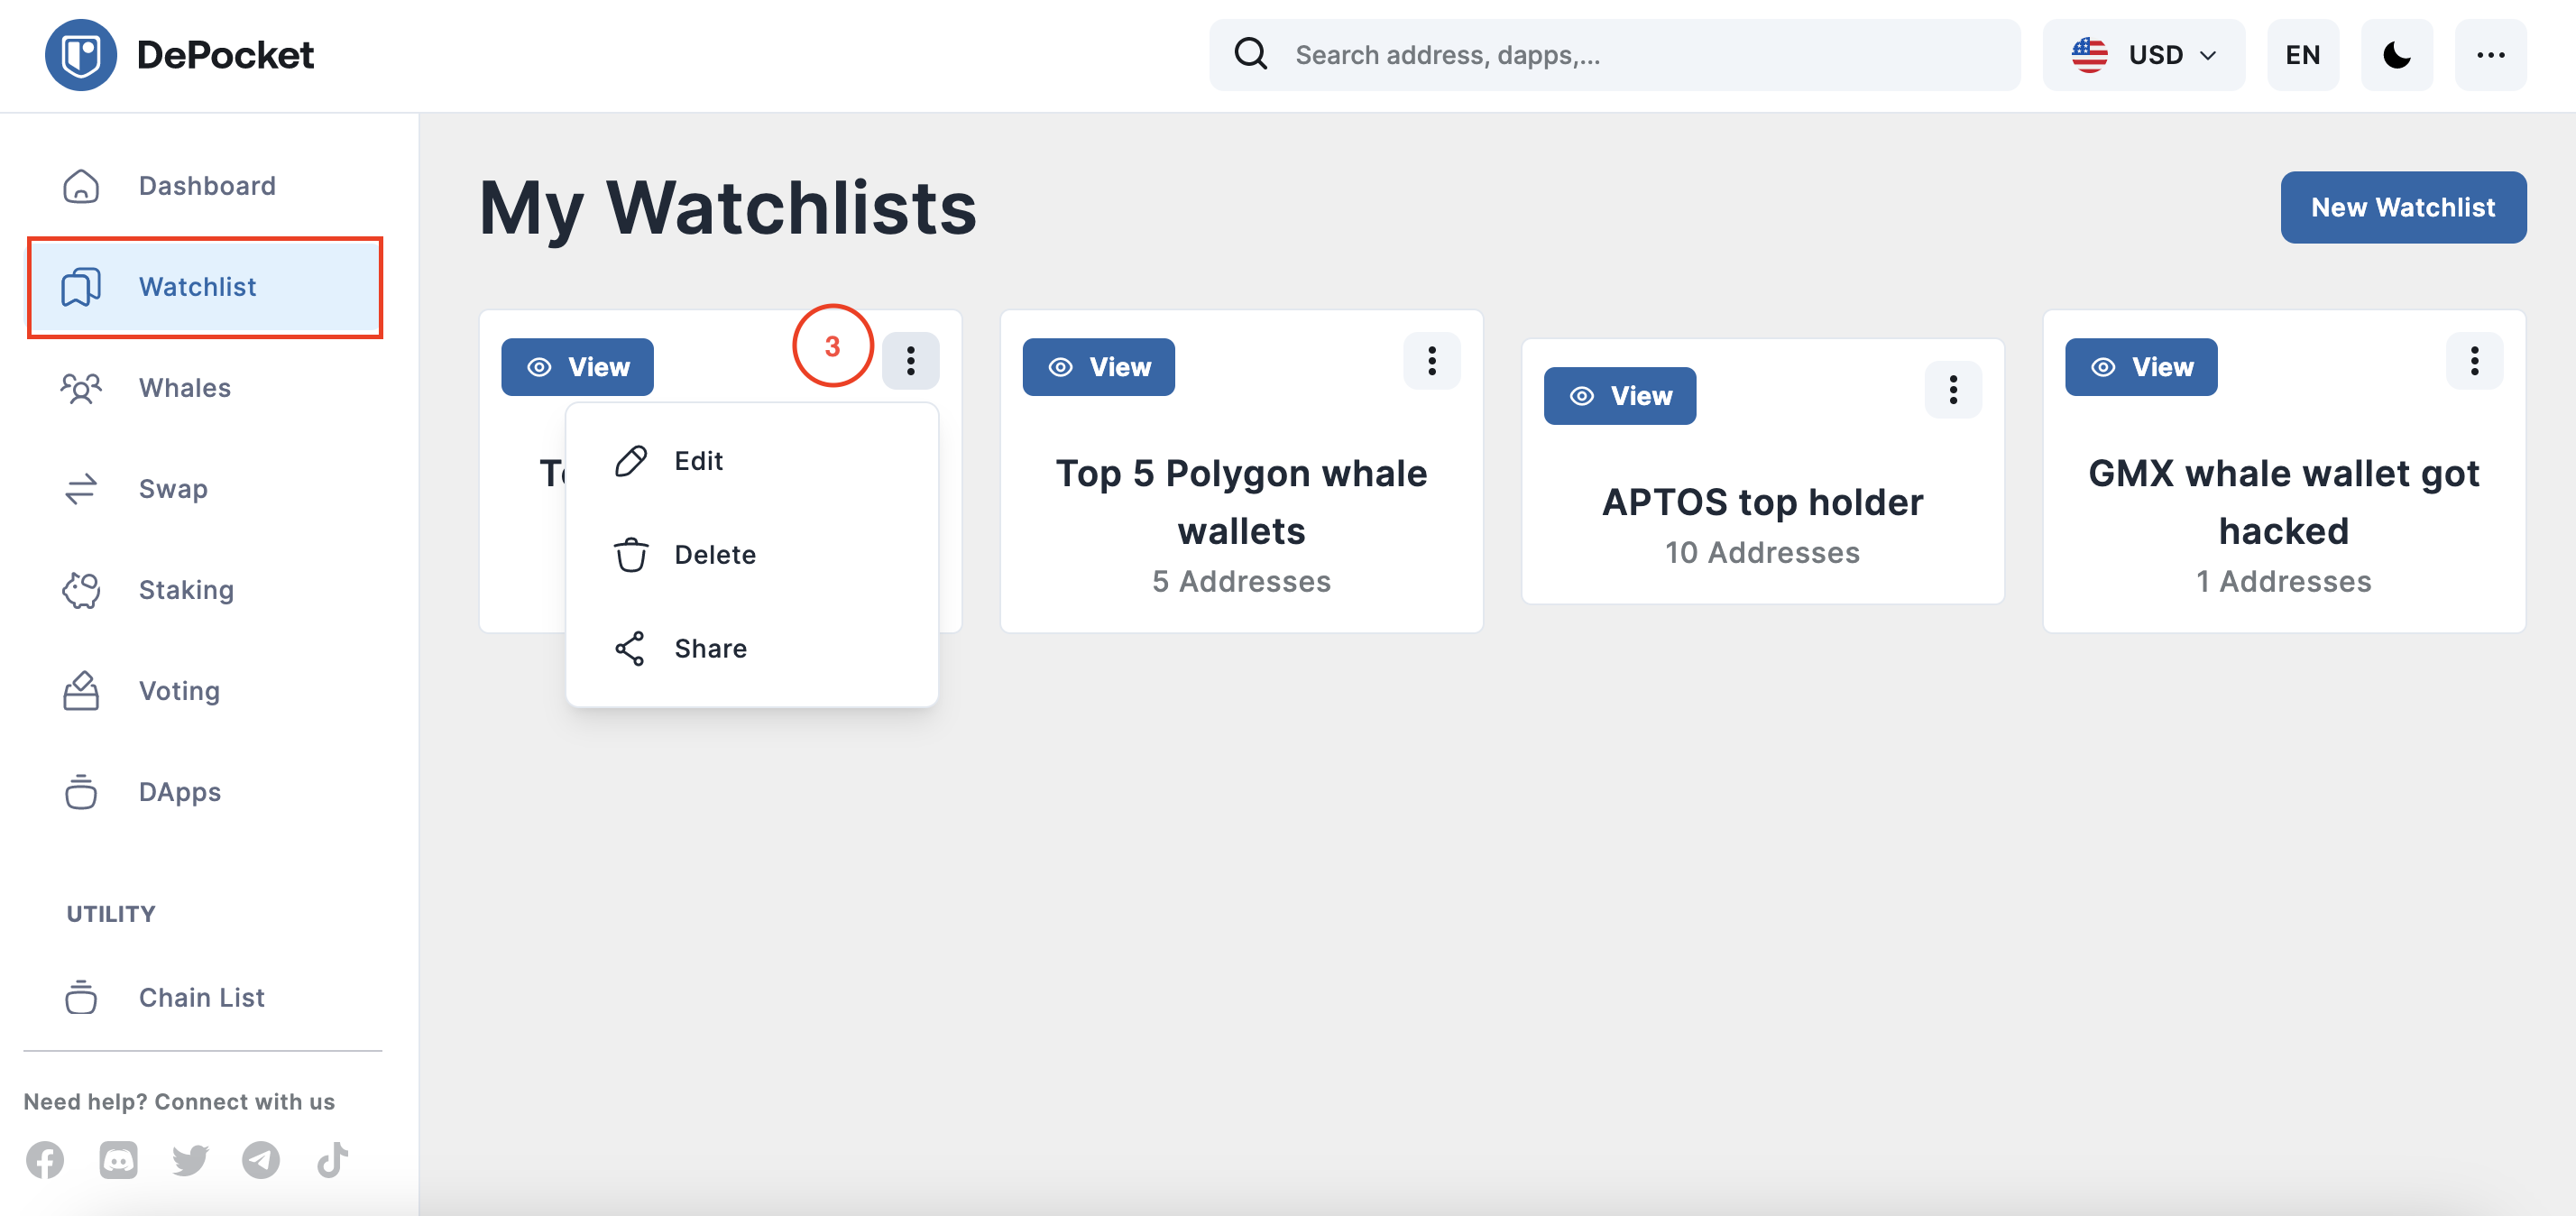 DePocket
Search address, dapps,...
USD
EN
Dashboard
Watchlist
Whales
Swap
Staking
Voting
DApps
UTILITY
Chain List
Need help? Connect with us
My Watchlists
New Watchlist
View
3
Edit
Delete
Share
View
Top 5 Polygon whale
wallets
5 Addresses
View
APTOS top holder
10 Addresses
View
GMX whale wallet got
hacked
1 Addresses